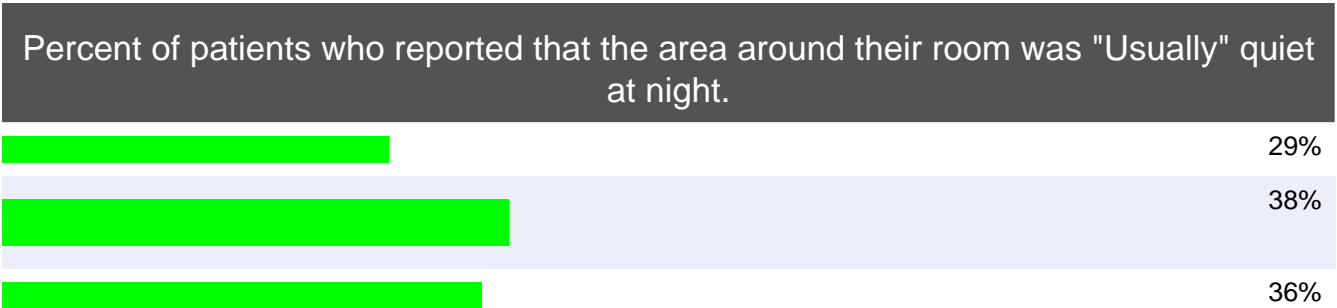 Percent of patients who reported that the area around their room was "Usually" quiet
at night.
29%
38%
36%